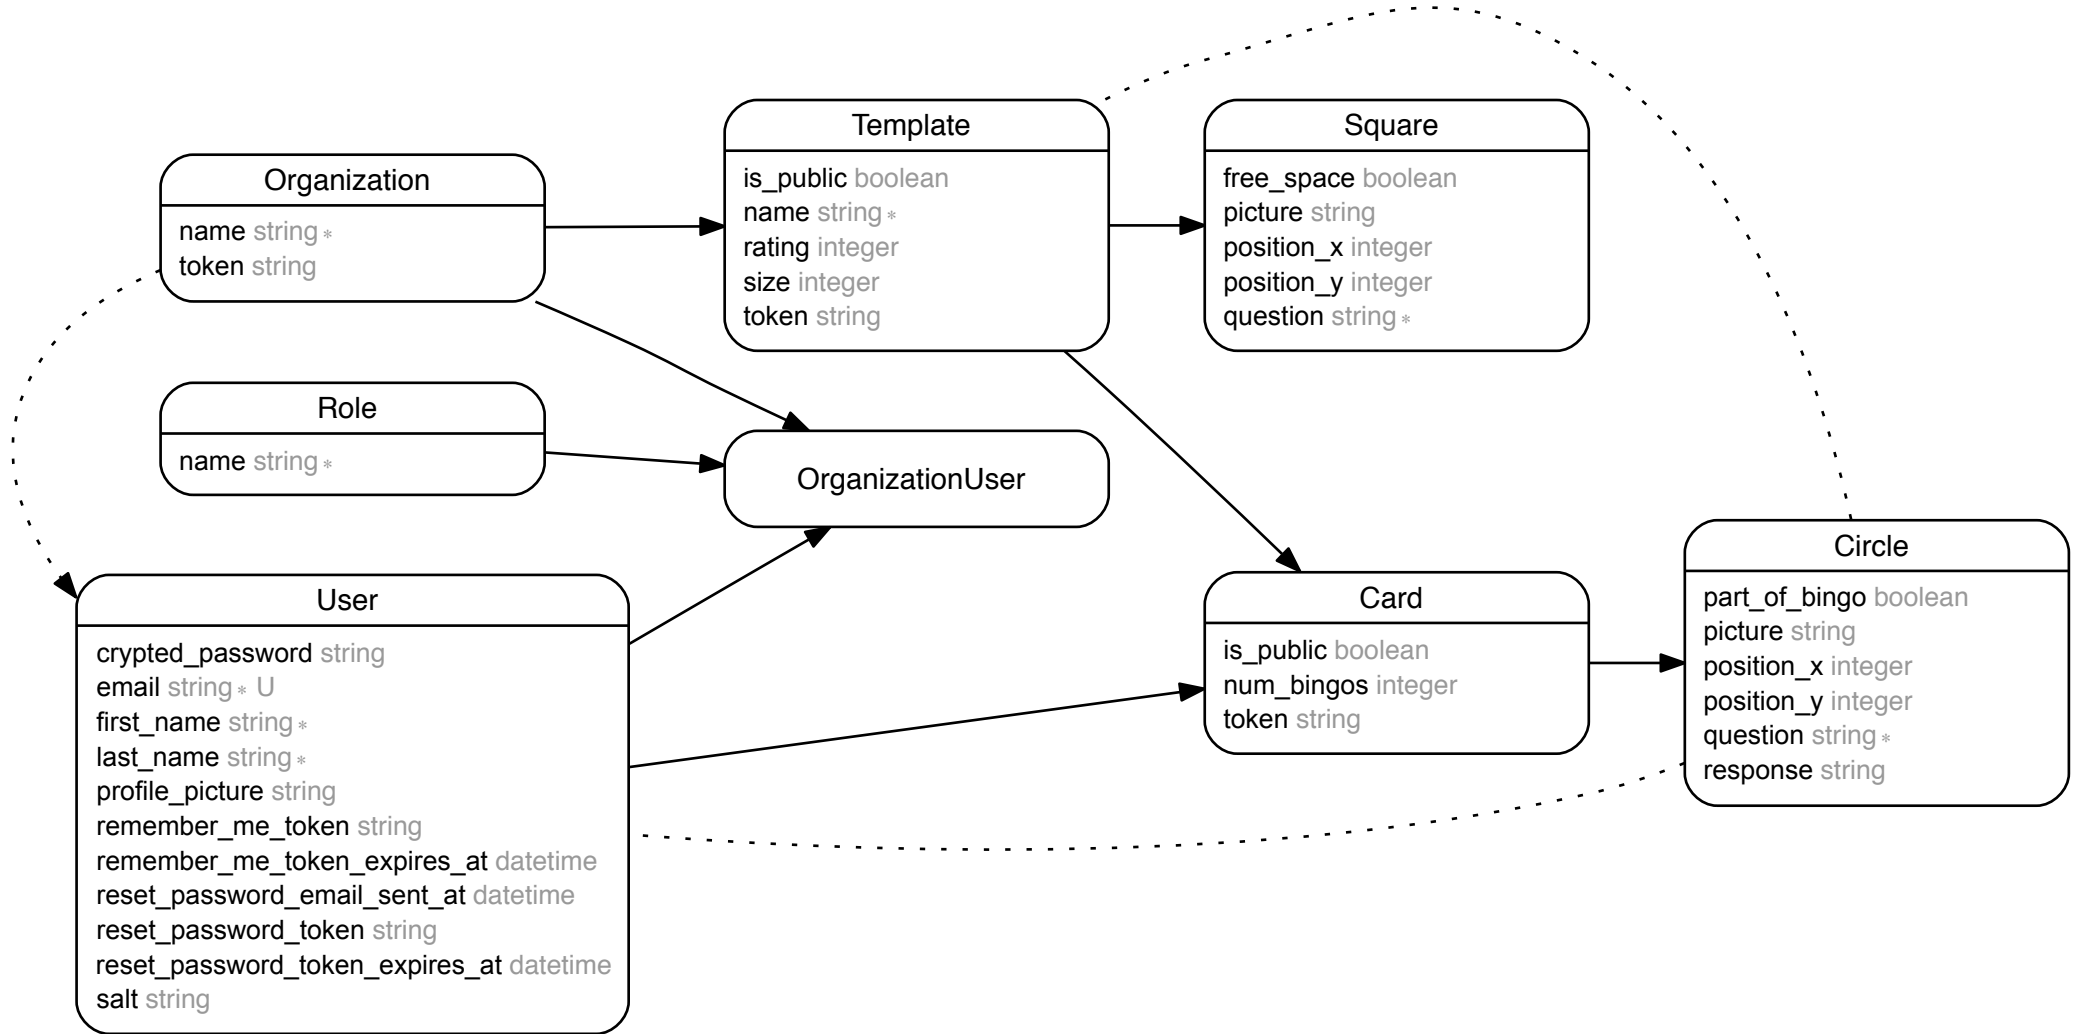 Organization
name string *
token string
Role
name string *
User
crypted_password string
email string * U
first_name string *
last_name string *
profile_picture string
remember_me_token string
remember_me_token_expires_at datetime
reset_password_email_sent_at datetime
reset_password_token string
reset_password_token_expires_at datetime
salt string
Template
is_public boolean
name string *
rating integer
size integer
token string
OrganizationUser
Square
free_space boolean
picture string
position_x integer
position_y integer
question string *
Card
is_public boolean
num_bingos integer
token string
Circle
part_of_bingo boolean
picture string
position_x integer
position_y integer
question string *
response string